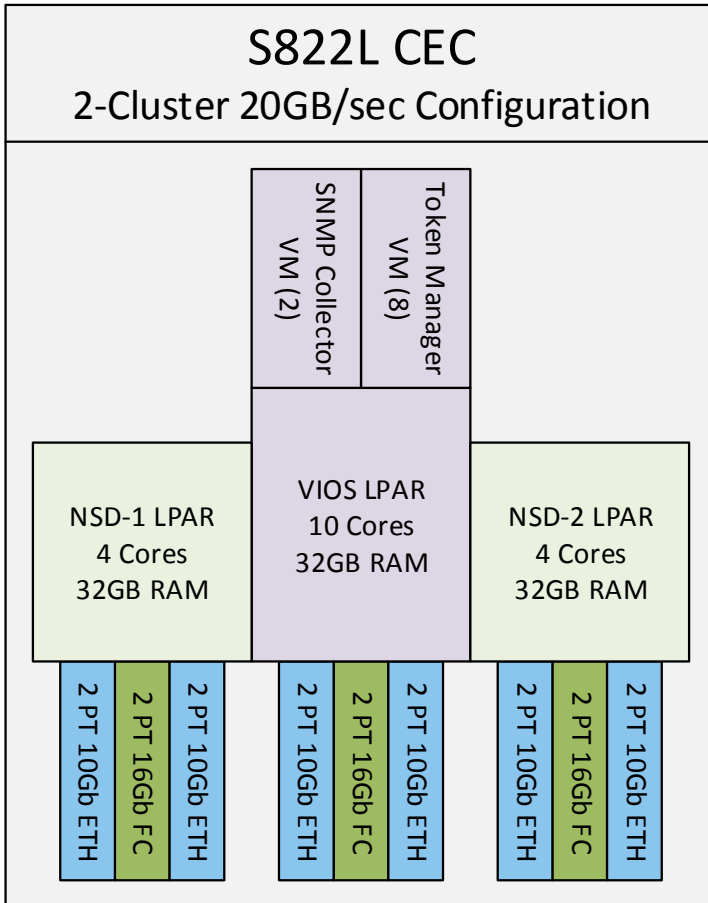 S822L CEC
2-Cluster 20GB/sec Configuration
SNMP Collector
VM (2)
Token Manager
VM (8)
NSD-1 LPAR
4 Cores
32GB RAM
VIOS LPAR
10 Cores
32GB RAM
NSD-2 LPAR
4 Cores
32GB RAM
2 PT 10Gb ETH
2 PT 16Gb FC
2 PT 10Gb ETH
2 PT 10Gb ETH
2 PT 16Gb FC
2 PT 10Gb ETH
2 PT 10Gb ETH
2 PT 16Gb FC
2 PT 10Gb ETH